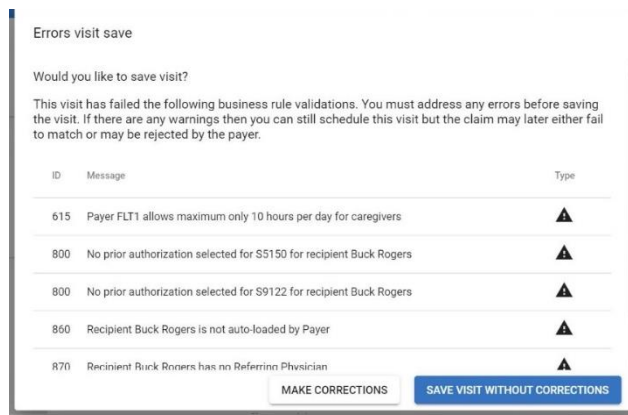 Errors visit save
Would you like to save visit?
This visit has failed the following business rule validations. You must address any errors before saving
the visit. If there are any warnings then you can still schedule this visit but the claim may later either fail
to match or may be rejected by the payer.
ID Message Type
615 Payer FLT1 allows maximum only 10 hours per day for caregivers
800 No prior authorization selected for S5150 for recipient Buck Rogers
800 No prior authorization selected for S9122 for recipient Buck Rogers
860 Recipient Buck Rogers is not auto-loaded by Payer
870 Recipient Buck Rogers has no Referring Physician
MAKE CORRECTIONS SAVE VISIT WITHOUT CORRECTIONS